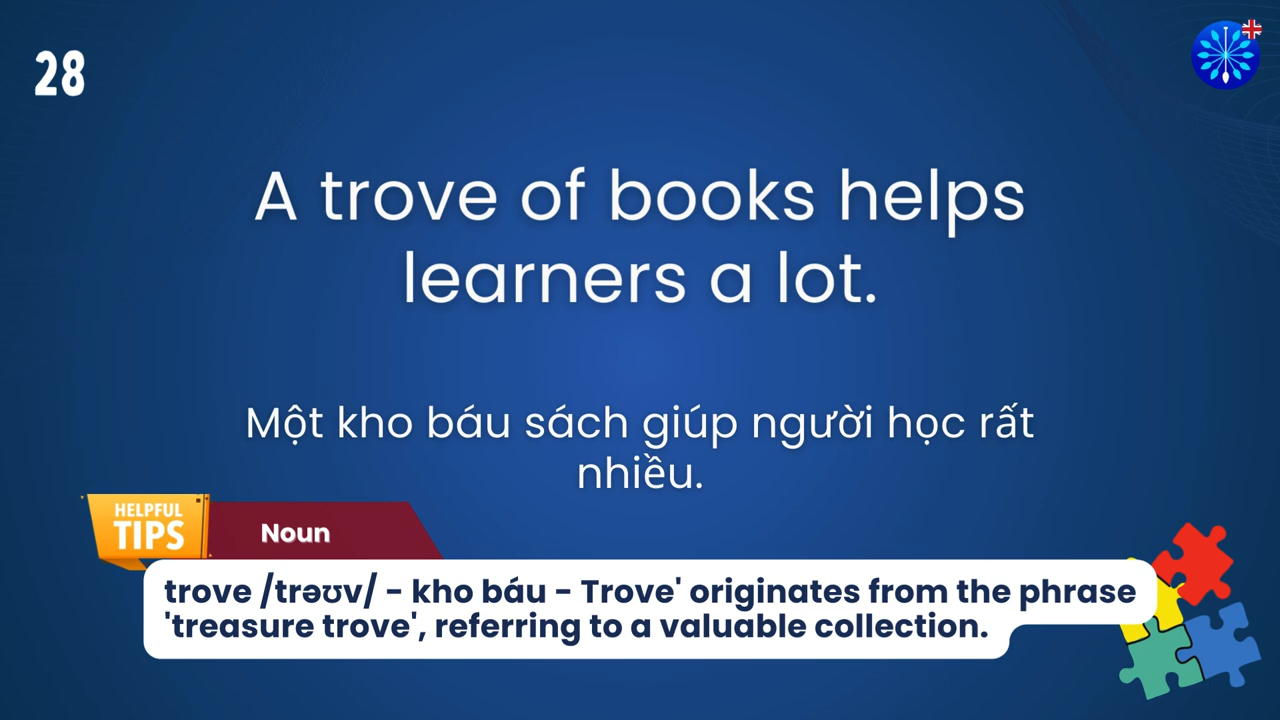 28
A trove of books helps
learners a lot.
Một kho báu sách giúp người học rất
nhiều.
HELPFUL
TIPS
Noun
trove /trəʊv/ - kho báu - Trove' originates from the phrase
'treasure trove', referring to a valuable collection.